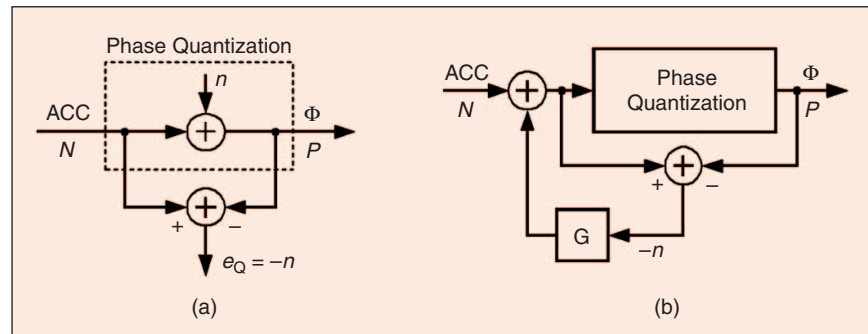 Phase Quantization
n
ACC
N
+
Φ
P
+
+
−
e_Q = −n
(a)
ACC
N
+
Phase
Quantization
Φ
P
+
+
−
G
−n
(b)